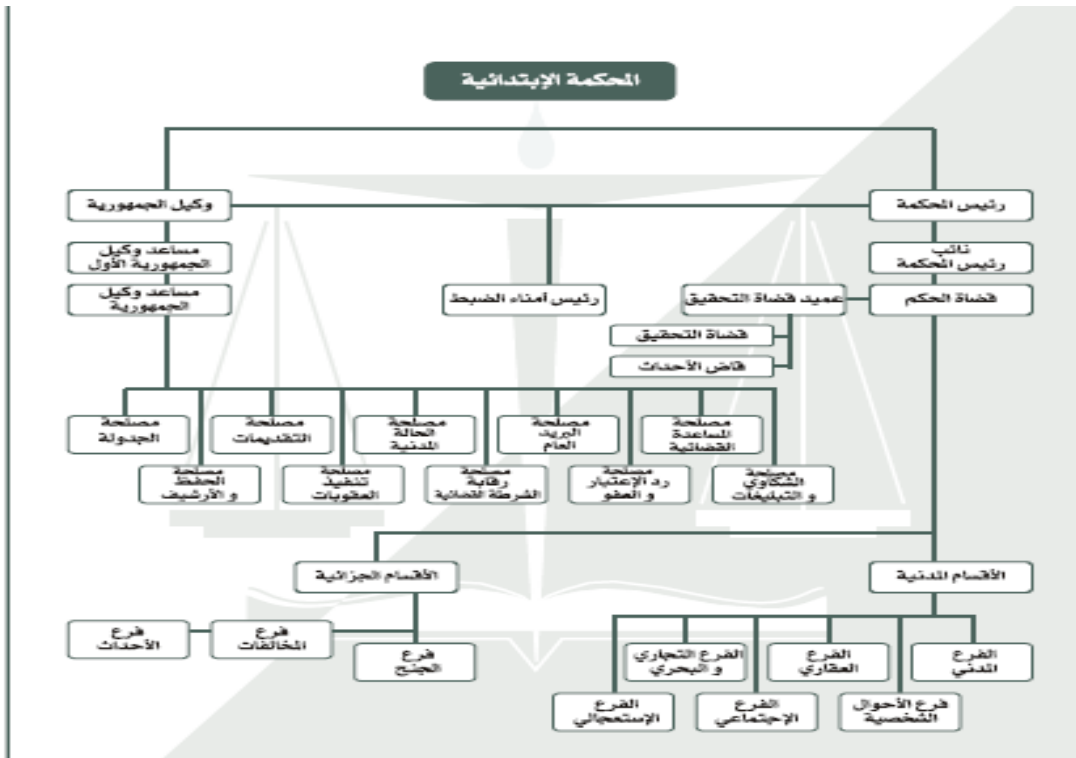 المحكمة الإبتدائية
رئيس المحكمة
وكيل الجمهورية
نائب
رئيس المحكمة
مساعد وكيل
الجمهورية الأول
قضاة الحكم
عميد قضاة التحقيق
رئيس أمناء الضبط
مساعد وكيل
الجمهورية
قضاة التحقيق
قاض الأحداث
مصلحة
المساعدة
القضائية
مصلحة
البريد
العام
مصلحة
الحالة
المدنية
مصلحة
التقديمات
مصلحة
الجدولة
مصلحة
الشكاوي
و التبليغات
مصلحة
رد الإعتبار
و العفو
مصلحة
رقابة
الشرطة القضائية
مصلحة
تنفيذ
العقوبات
مصلحة
الحفظ
و الأرشيف
الأقسام المدنية
الأقسام الجزائية
الفرع
المدني
الفرع
العقاري
الفرع التجاري
و البحري
فرع
الجنح
فرع
المخالفات
فرع
الأحداث
فرع الأحوال
الشخصية
الفرع
الإجتماعي
الفرع
الإستعجالي